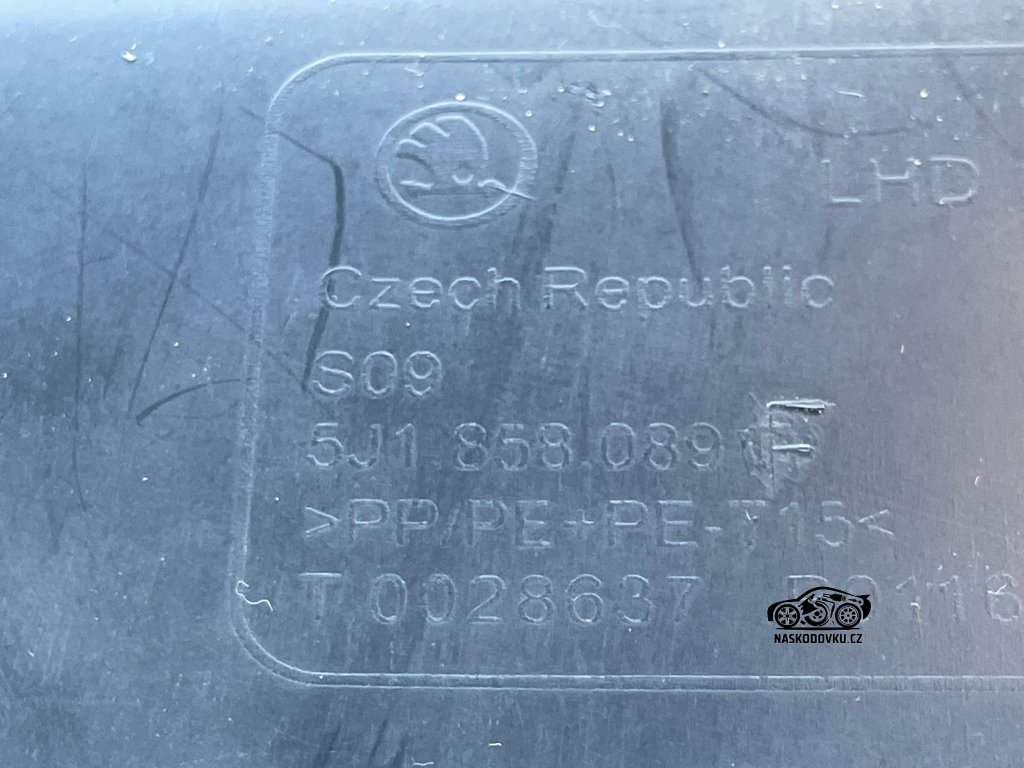 LHD
Czech Republic
S09
5J1 858 089 F
>PP/PE+PE-T15<
T 0028637
NASKODOVKU.CZ